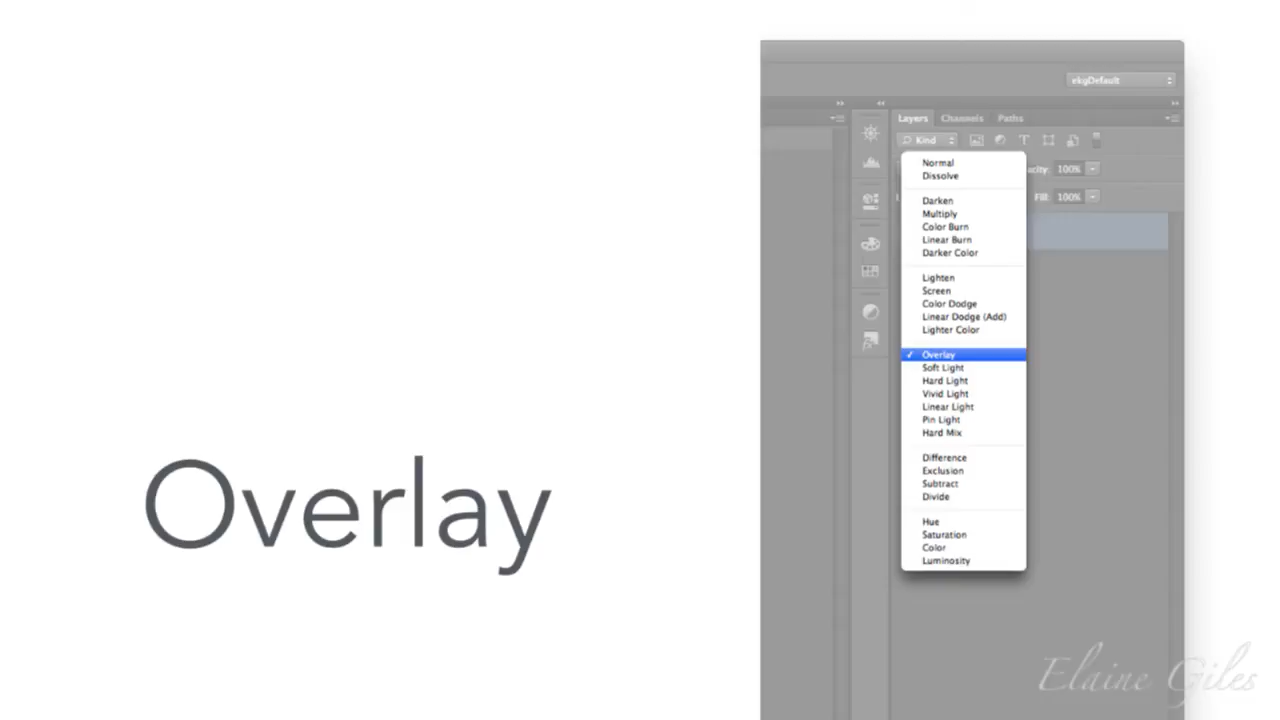 Overlay
ekgDefault
Layers Channels Paths
Kind
acity: 100%
Fill: 100%
Normal
Dissolve
Darken
Multiply
Color Burn
Linear Burn
Darker Color
Lighten
Screen
Color Dodge
Linear Dodge (Add)
Lighter Color
✓ Overlay
Soft Light
Hard Light
Vivid Light
Linear Light
Pin Light
Hard Mix
Difference
Exclusion
Subtract
Divide
Hue
Saturation
Color
Luminosity
Elaine Giles